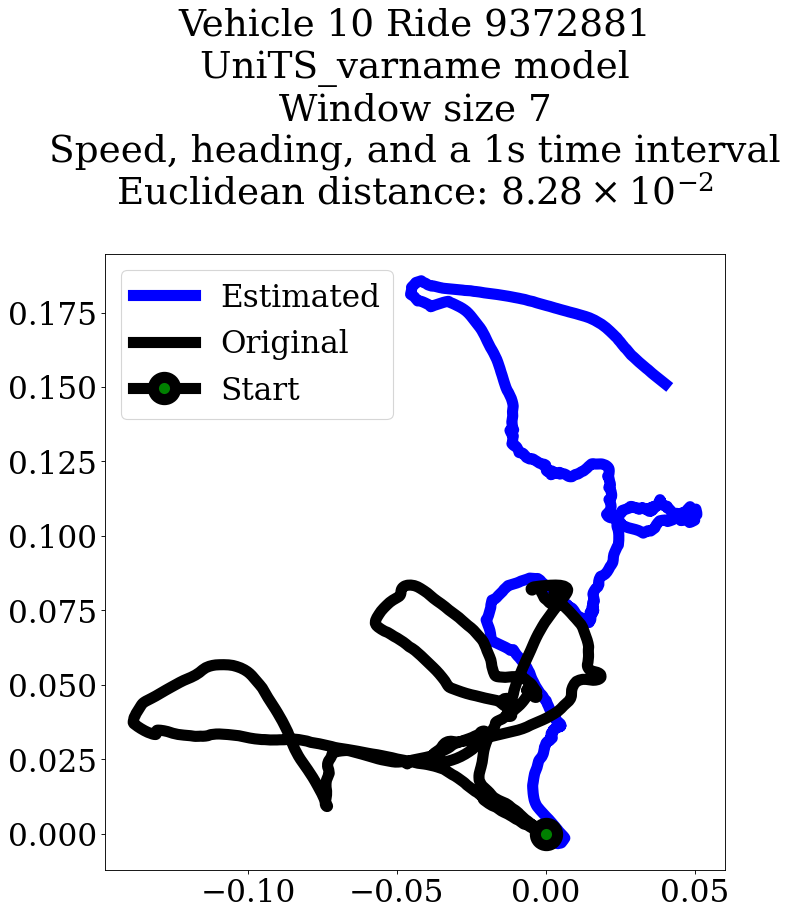 Vehicle 10 Ride 9372881
UniTS_varname model
Window size 7
Speed, heading, and a 1s time interval
Euclidean distance: 8.28 × 10⁻²
Estimated
Original
Start
0.175
0.150
0.125
0.100
0.075
0.050
0.025
0.000
−0.10
−0.05
0.00
0.05